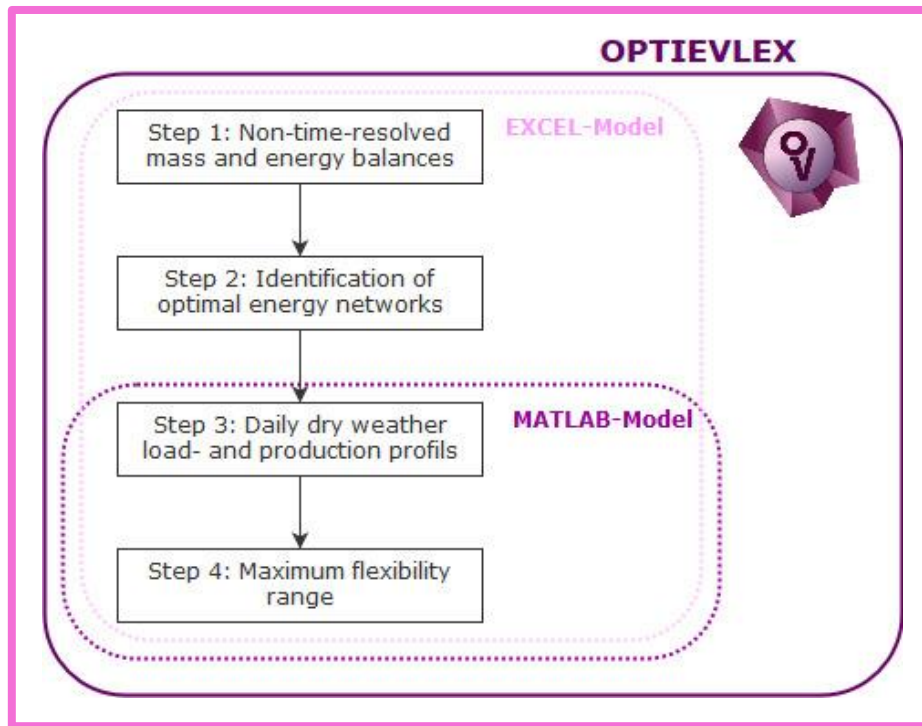 OPTIEVLEX
EXCEL-Model
Step 1: Non-time-resolved
mass and energy balances
OV
Step 2: Identification of
optimal energy networks
MATLAB-Model
Step 3: Daily dry weather
load- and production profils
Step 4: Maximum flexibility
range